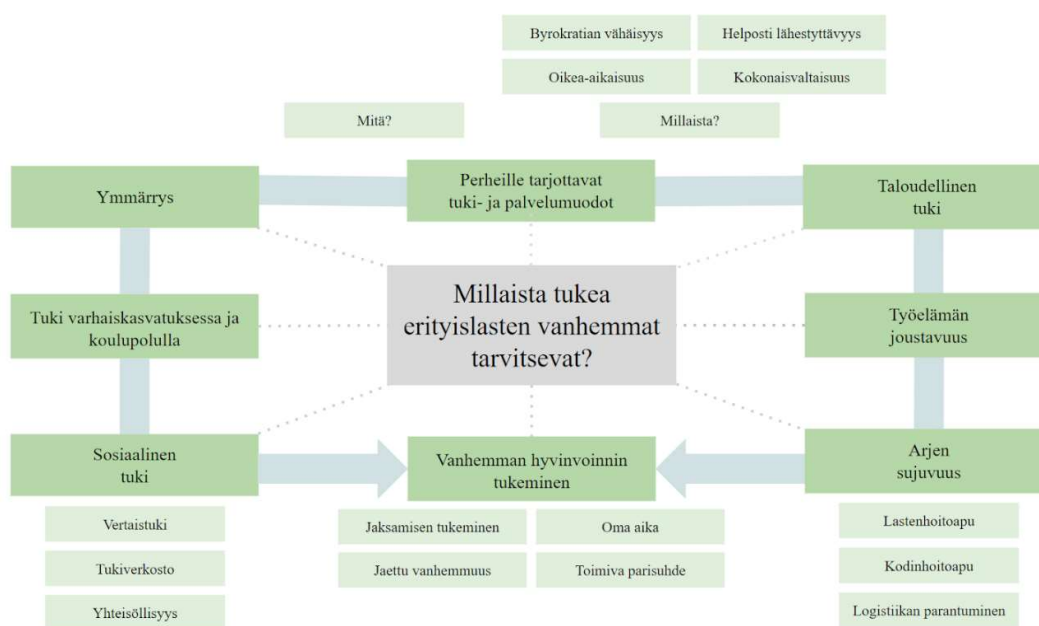 Byrokratian vähäisyys
Helposti lähestyttävyys
Oikea-aikaisuus
Kokonaisvaltaisuus
Mitä?
Millaista?
Ymmärrys
Perheille tarjottavat
tuki- ja palvelumuodot
Taloudellinen
tuki
Millaista tukea
erityislasten vanhemmat
tarvitsevat?
Tuki varhaiskasvatuksessa ja
koulupolulla
Työelämän
joustavuus
Sosiaalinen
tuki
Vanhemman hyvinvoinnin
tukeminen
Arjen
sujuvuus
Vertaistuki
Tukiverkosto
Yhteisöllisyys
Jaksamisen tukeminen
Oma aika
Jaettu vanhemmuus
Toimiva parisuhde
Lastenhoitoapu
Kodinhoitoapu
Logistiikan parantuminen